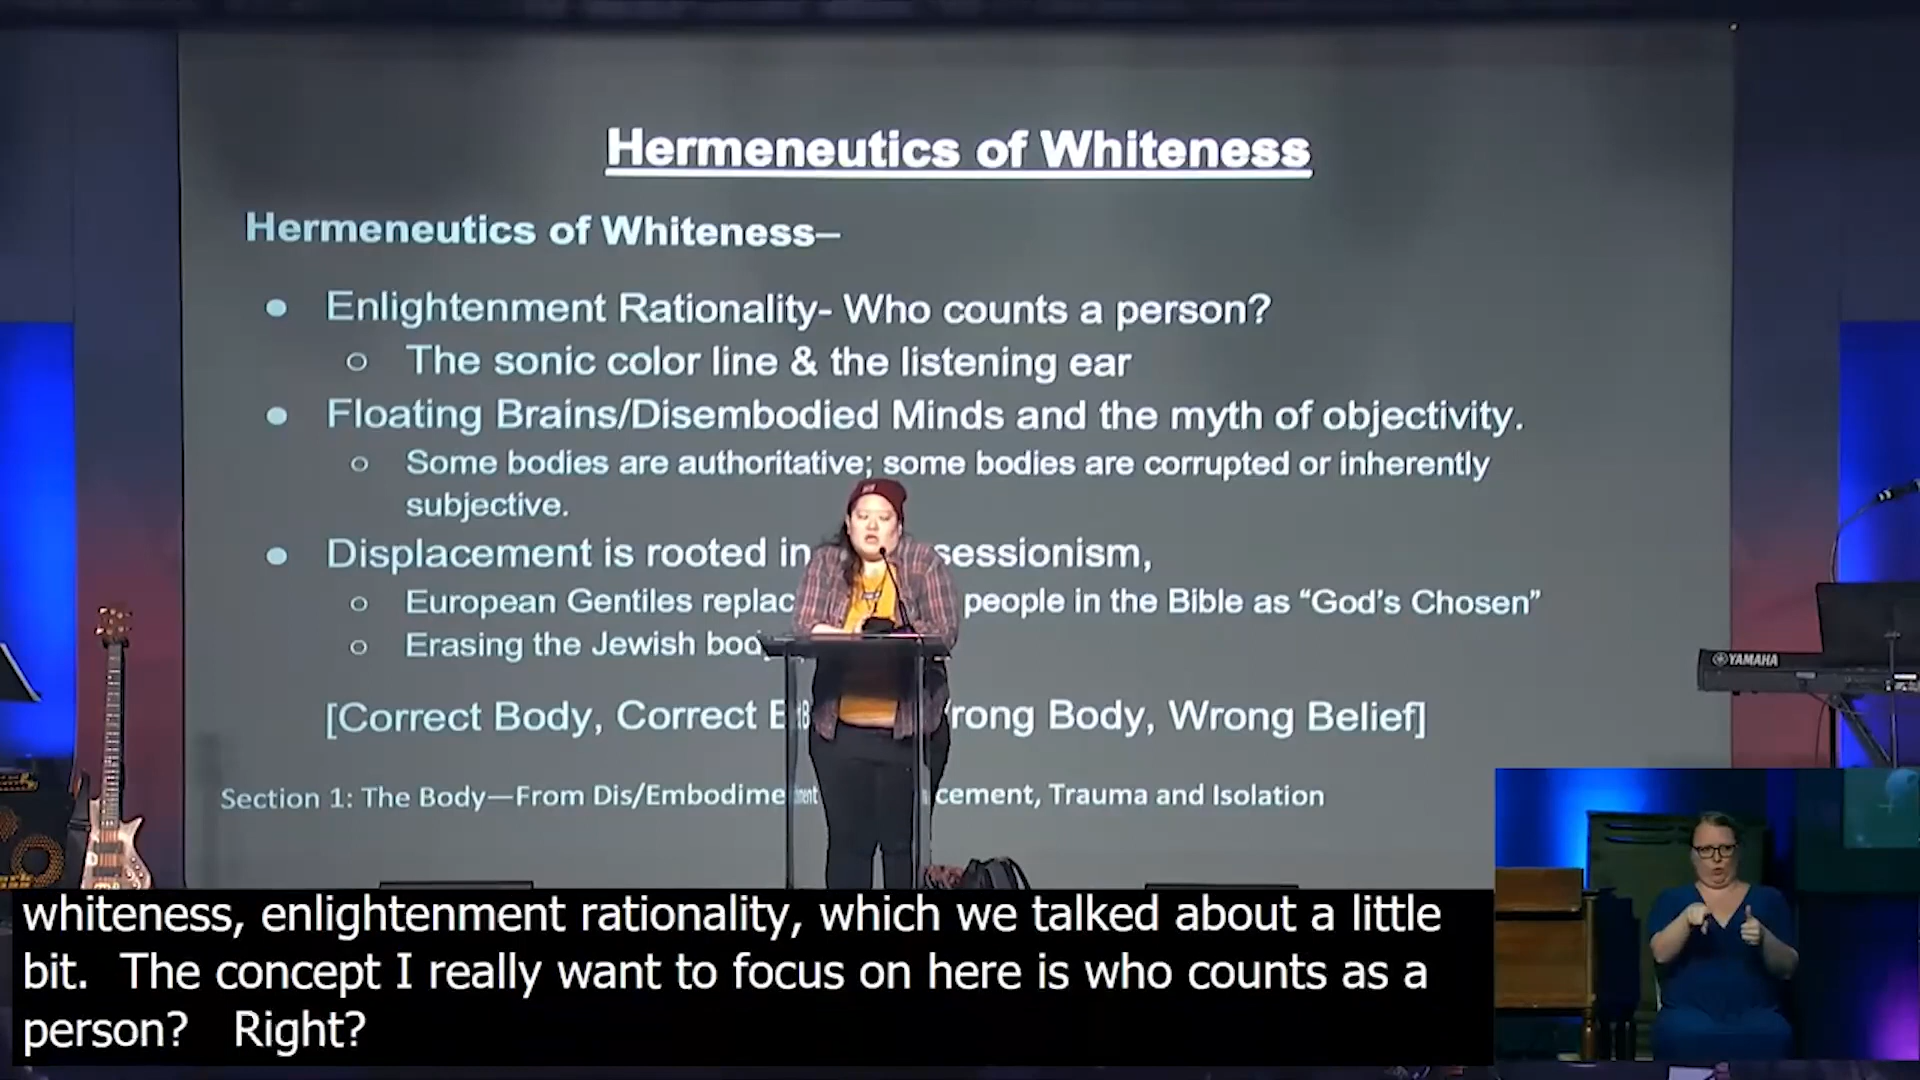 Hermeneutics of Whiteness
Hermeneutics of Whiteness–
● Enlightenment Rationality- Who counts a person?
○ The sonic color line & the listening ear
● Floating Brains/Disembodied Minds and the myth of objectivity.
○ Some bodies are authoritative; some bodies are corrupted or inherently
subjective.
● Displacement is rooted in sessionism,
○ European Gentiles replac people in the Bible as “God’s Chosen”
○ Erasing the Jewish bod
[Correct Body, Correct B rong Body, Wrong Belief]
Section 1: The Body—From Dis/Embodime cement, Trauma and Isolation
YAMAHA
whiteness, enlightenment rationality, which we talked about a little
bit. The concept I really want to focus on here is who counts as a
person? Right?